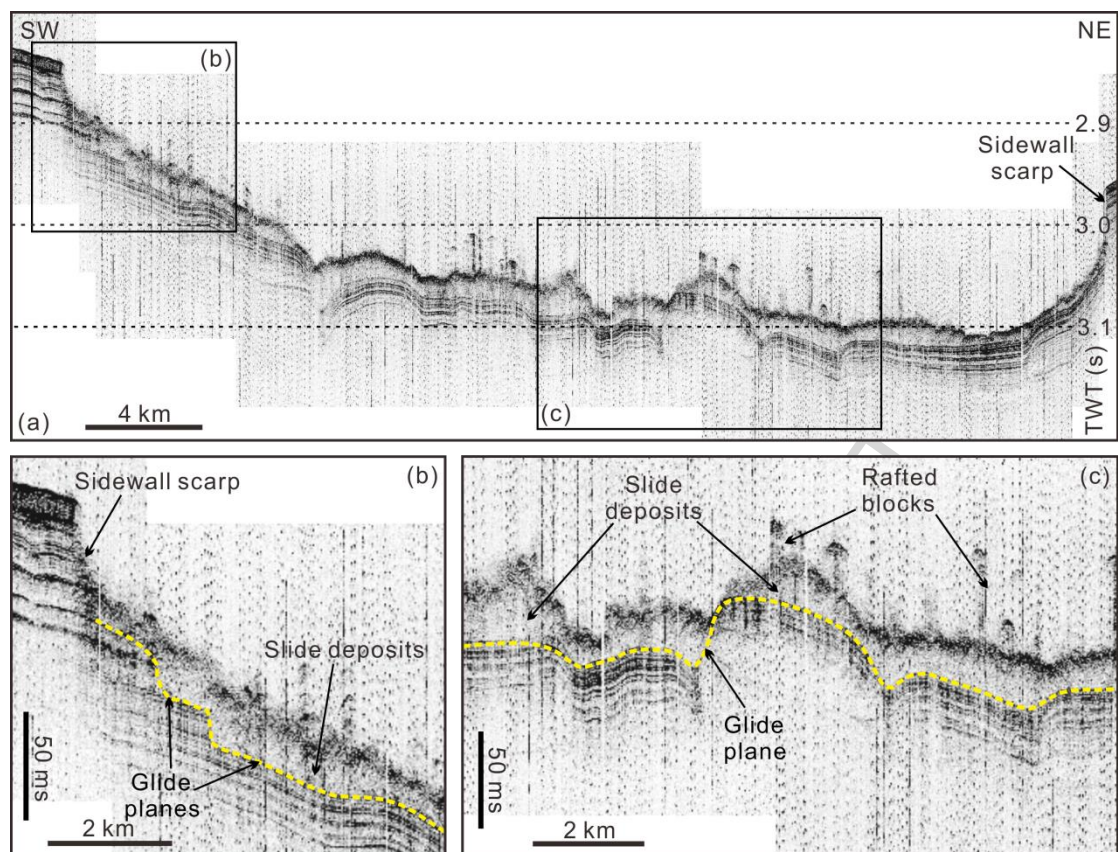 SW
NE
(b)
2.9
Sidewall
scarp
3.0
3.1
TWT (s)
(a)
4 km
(c)
Sidewall scarp
(b)
Slide deposits
Glide
planes
50 ms
2 km
(c)
Slide
deposits
Rafted
blocks
Glide
plane
50 ms
2 km